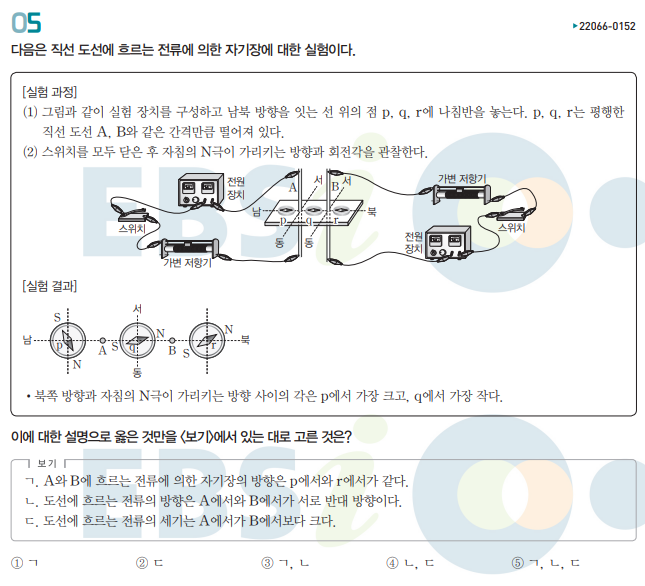 05
▶22066-0152
다음은 직선 도선에 흐르는 전류에 의한 자기장에 대한 실험이다.
[실험 과정]
(1) 그림과 같이 실험 장치를 구성하고 남북 방향을 잇는 선 위의 점 p, q, r에 나침반을 놓는다. p, q, r는 평행한
직선 도선 A, B와 같은 간격만큼 떨어져 있다.
(2) 스위치를 모두 닫은 후 자침의 N극이 가리키는 방향과 회전각을 관찰한다.
전원
장치
A
서
B
서
가변 저항기
남
p
q
r
북
스위치
스위치
동
동
전원
장치
가변 저항기
[실험 결과]
서
S
N
N
남
p
A
S
q
B
S
r
북
N
동
• 북쪽 방향과 자침의 N극이 가리키는 방향 사이의 각은 p에서 가장 크고, q에서 가장 작다.
이에 대한 설명으로 옳은 것만을 <보기>에서 있는 대로 고른 것은?
보기
ㄱ. A와 B에 흐르는 전류에 의한 자기장의 방향은 p에서와 r에서가 같다.
ㄴ. 도선에 흐르는 전류의 방향은 A에서와 B에서가 서로 반대 방향이다.
ㄷ. 도선에 흐르는 전류의 세기는 A에서가 B에서보다 크다.
① ㄱ ② ㄷ ③ ㄱ, ㄴ ④ ㄴ, ㄷ ⑤ ㄱ, ㄴ, ㄷ
EBSi
EBSi